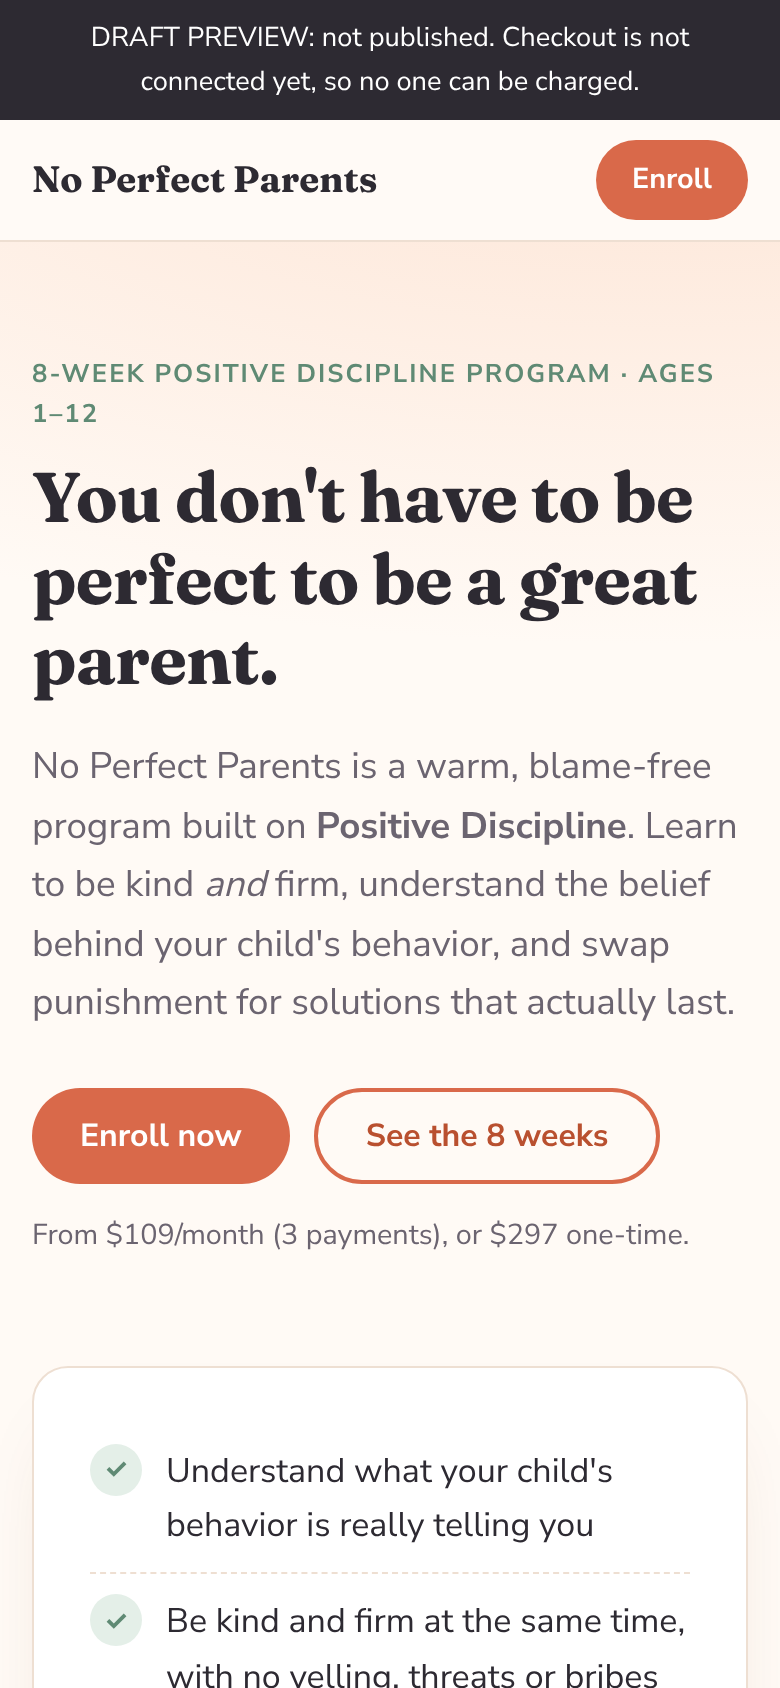 DRAFT PREVIEW: not published. Checkout is not
connected yet, so no one can be charged.
No Perfect Parents
Enroll
8-WEEK POSITIVE DISCIPLINE PROGRAM · AGES
1–12
You don't have to be
perfect to be a great
parent.
No Perfect Parents is a warm, blame-free
program built on Positive Discipline. Learn
to be kind and firm, understand the belief
behind your child's behavior, and swap
punishment for solutions that actually last.
Enroll now
See the 8 weeks
From $109/month (3 payments), or $297 one-time.
Understand what your child's
behavior is really telling you
Be kind and firm at the same time,
with no yelling, threats or bribes